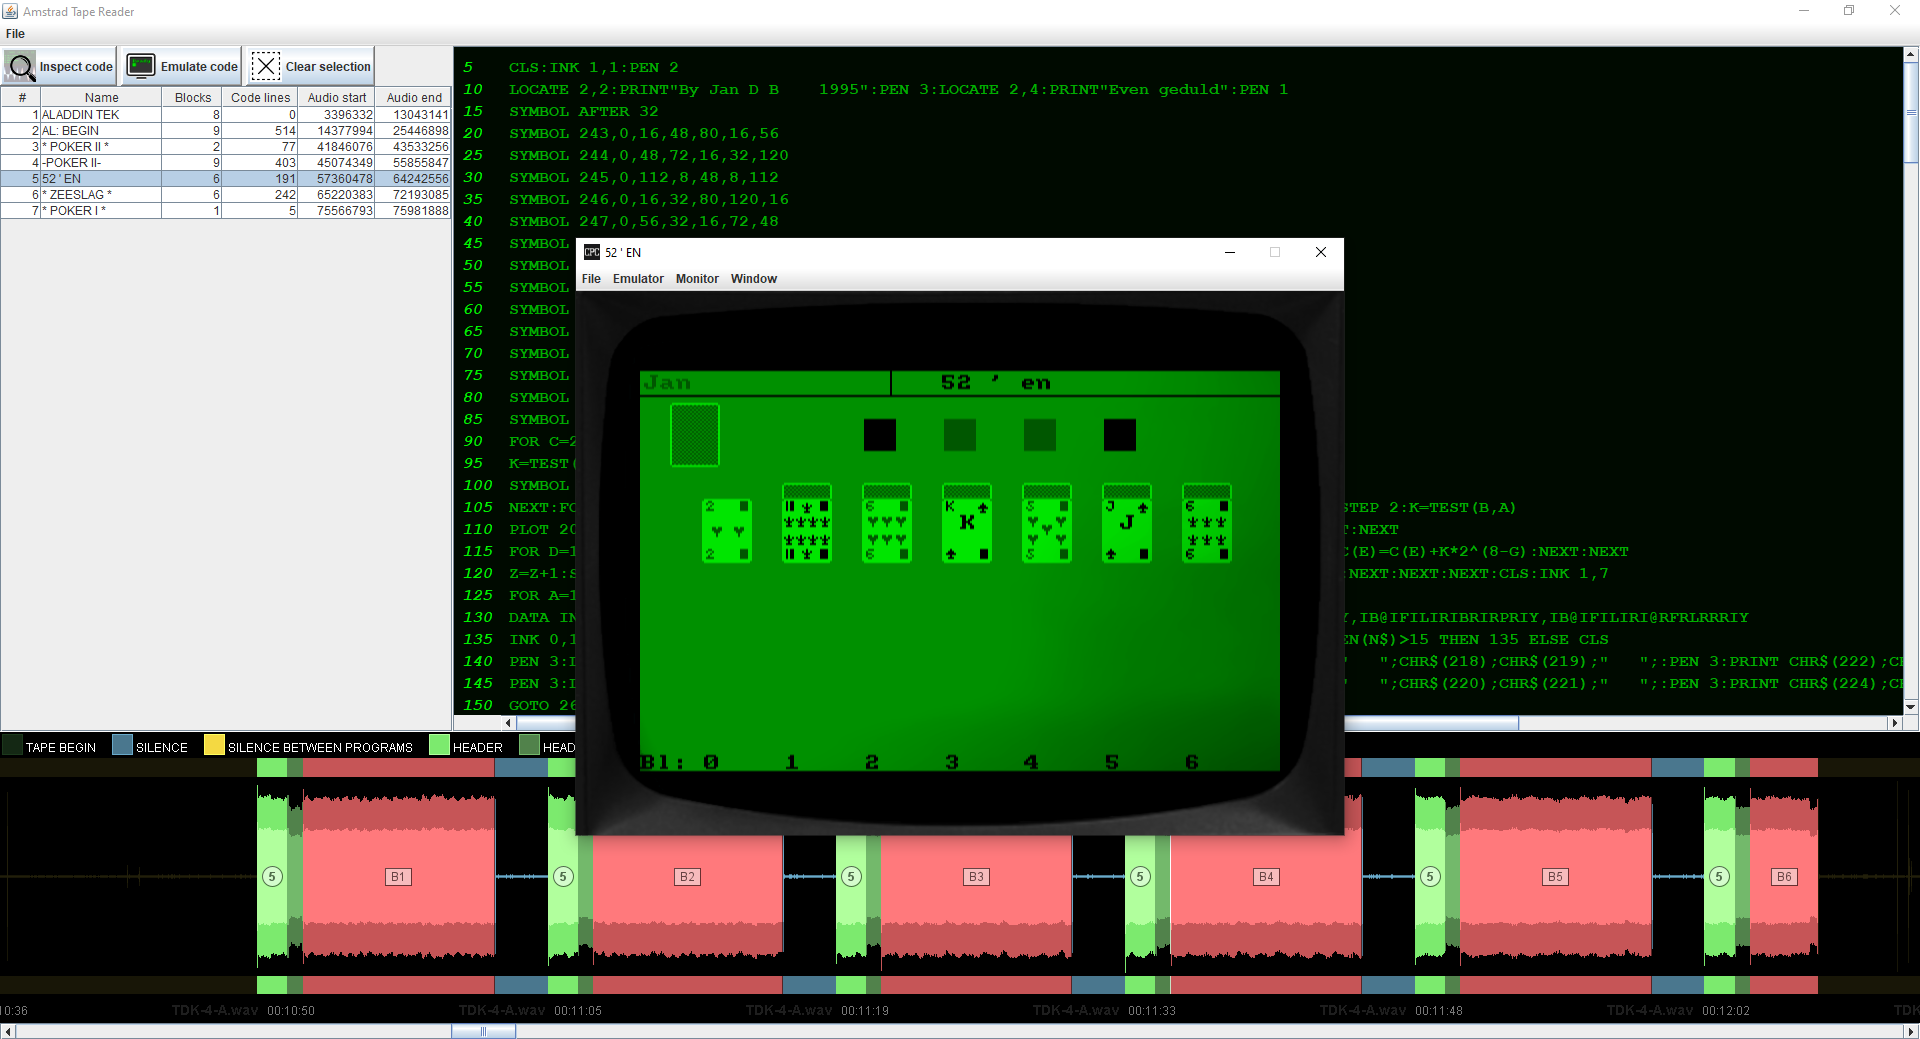 Amstrad Tape Reader
File
Inspect code Emulate code Clear selection
# Name Blocks Code lines Audio start Audio end
1 ALADDIN TEK 8 0 3396332 13043141
2 AL: BEGIN 9 514 14377994 25446898
3 * POKER II * 2 77 41846076 43533256
4 -POKER II- 9 403 45074349 55855847
5 52 ' EN 6 191 57360478 64242556
6 * ZEESLAG * 6 242 65220383 72193085
7 * POKER I * 1 5 75566793 75981888
5 CLS:INK 1,1:PEN 2
10 LOCATE 2,2:PRINT"By Jan D B    1995":PEN 3:LOCATE 2,4:PRINT"Even geduld":PEN 1
15 SYMBOL AFTER 32
20 SYMBOL 243,0,16,48,80,16,56
25 SYMBOL 244,0,48,72,16,32,120
30 SYMBOL 245,0,112,8,48,8,112
35 SYMBOL 246,0,16,32,80,120,16
40 SYMBOL 247,0,56,32,16,72,48
45 SYMBOL
50 SYMBOL
55 SYMBOL
60 SYMBOL
65 SYMBOL
70 SYMBOL
75 SYMBOL
80 SYMBOL
85 SYMBOL
90 FOR C=2
95 K=TEST(
100 SYMBOL
105 NEXT:FO STEP 2:K=TEST(B,A)
110 PLOT 20 T:NEXT
115 FOR D=1 C(E)=C(E)+K*2^(8-G):NEXT:NEXT
120 Z=Z+1:S NEXT:NEXT:NEXT:CLS:INK 1,7
125 FOR A=1
130 DATA IN Y,IB@IFILIRIBRIRPRIY,IB@IFILIRI@RFRLRRRIY
135 INK 0,1 EN(N$)>15 THEN 135 ELSE CLS
140 PEN 3:L "   ";CHR$(218);CHR$(219);"   ";:PEN 3:PRINT CHR$(222);CH
145 PEN 3:L "   ";CHR$(220);CHR$(221);"   ";:PEN 3:PRINT CHR$(224);CH
150 GOTO 26
CPC 52 ' EN
File Emulator Monitor Window
Jan 52 ' en
2 6 K S J 6
K J
2 6 S 6
Bl: 0 1 2 3 4 5 6
TAPE BEGIN SILENCE SILENCE BETWEEN PROGRAMS HEADER HEAD
5 B1 5 B2 5 B3 5 B4 5 B5 5 B6
10:36 TDK-4-A.wav 00:10:50 TDK-4-A.wav 00:11:05 TDK-4-A.wav 00:11:19 TDK-4-A.wav 00:11:33 TDK-4-A.wav 00:11:48 TDK-4-A.wav 00:12:02 TDK